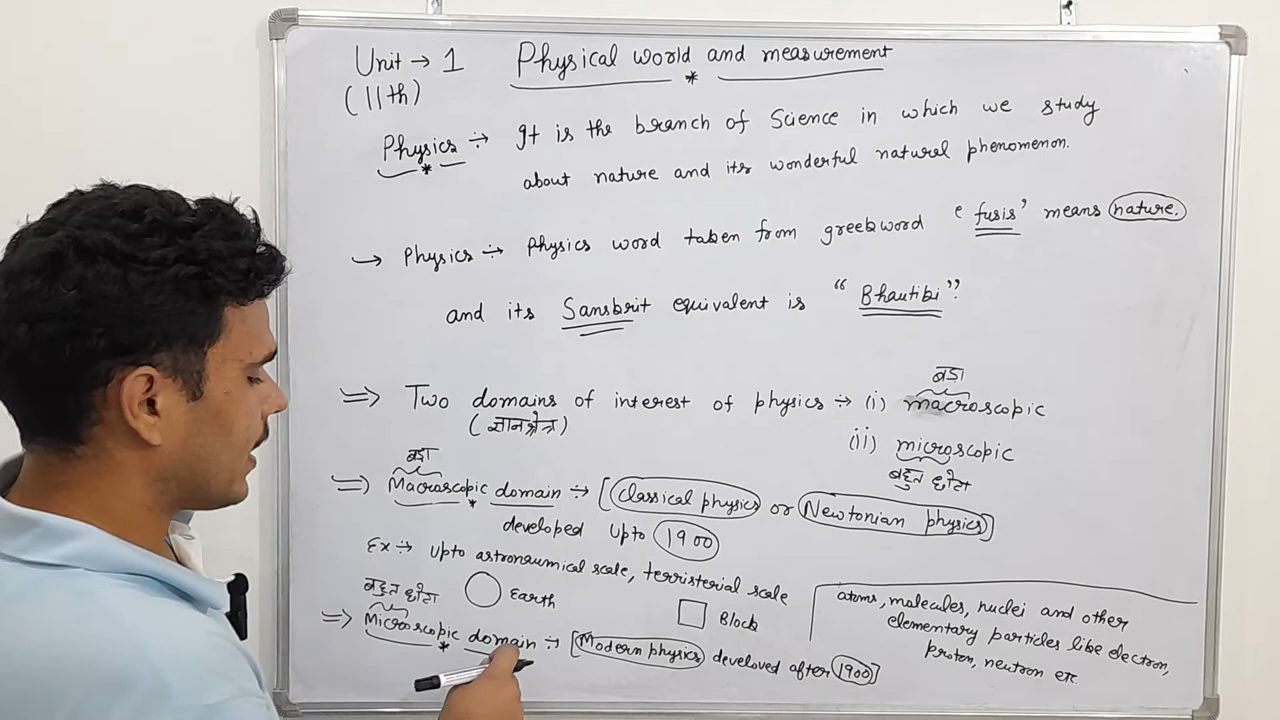 Unit → 1 Physical world and measurement
(11th)
Physics ÷ It is the branch of Science in which we study
about nature and its wonderful natural phenomenon.
→ Physics ÷ Physics word taken from greekword ‘fusis’ means nature.
and its Sanskrit equivalent is “Bhautiki”.
बड़ा
⇒ Two domains of interest of physics ÷ (i) macroscopic
(ज्ञानक्षेत्र)
(ii) microscopic
बहुत छोटा
बड़ा
⇒ Macroscopic domain ÷ [classical physics or Newtonian physics]
developed upto 1900
Ex ÷ upto astronaumical scale, terristerial scale
Earth Block
बहुत छोटा
⇒ Microscopic domain ÷ [Modern physics develoved after 1900]
atoms, molecules, nuclei and other
elementary particles like electron,
proton, neutron etc.